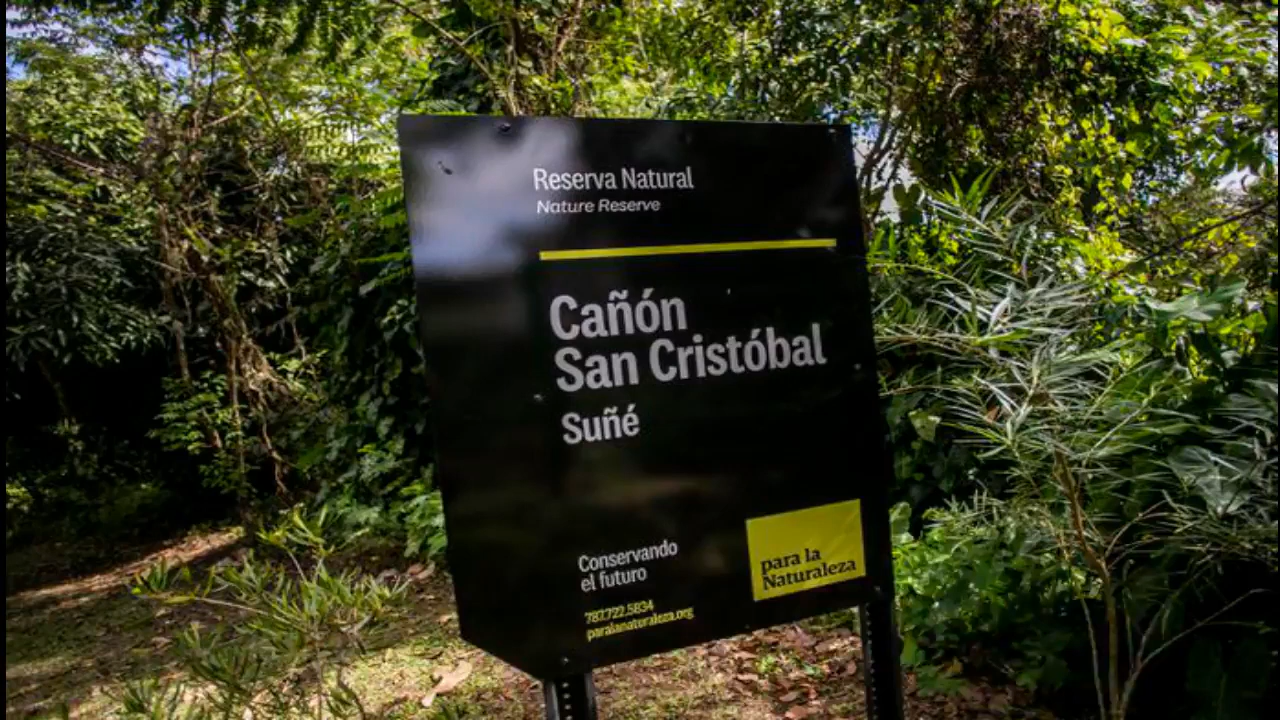 Reserva Natural
Nature Reserve
Cañón
San Cristóbal
Suñé
Conservando
el futuro
787.722.5834
paralanaturaleza.org
para la
Naturaleza